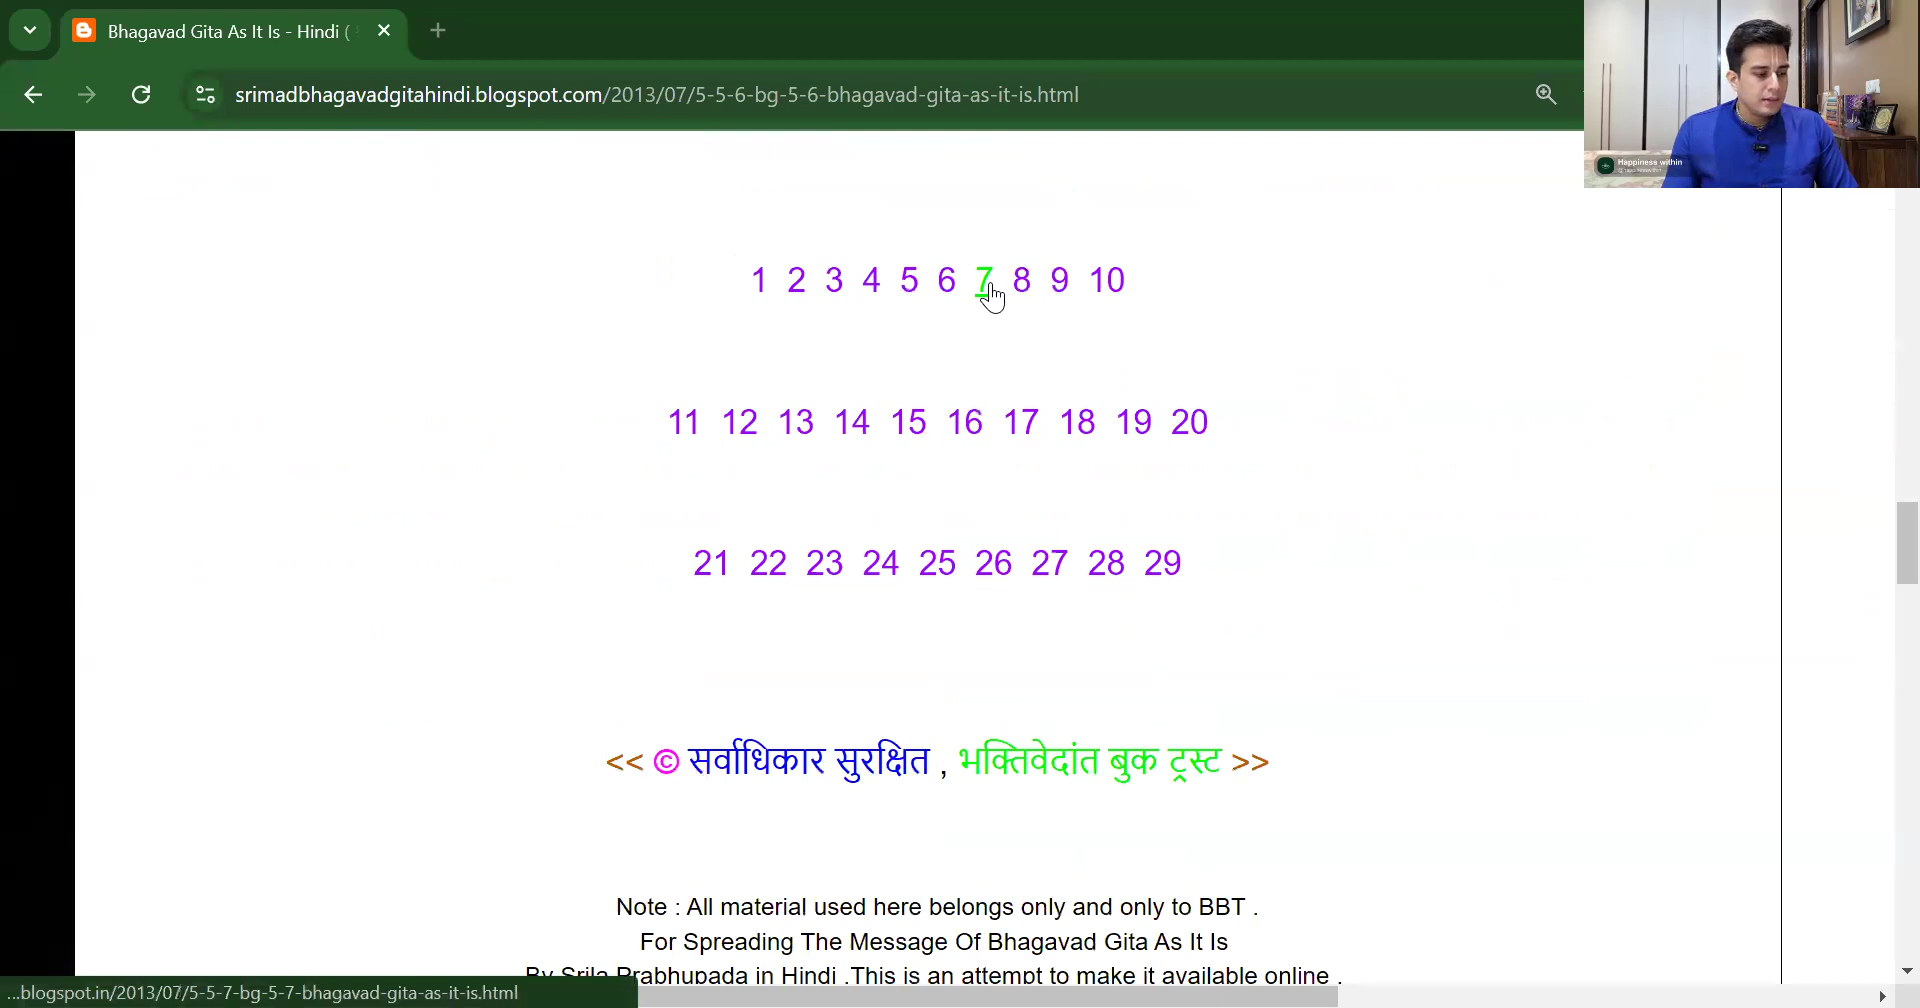 Bhagavad Gita As It Is - Hindi (
srimadbhagavadgitahindi.blogspot.com/2013/07/5-5-6-bg-5-6-bhagavad-gita-as-it-is.html
Happiness within
1 2 3 4 5 6 7 8 9 10
11 12 13 14 15 16 17 18 19 20
21 22 23 24 25 26 27 28 29
<< © सर्वाधिकार सुरक्षित , भक्तिवेदांत बुक ट्रस्ट >>
Note : All material used here belongs only and only to BBT .
For Spreading The Message Of Bhagavad Gita As It Is
By Srila Prabhupada in Hindi .This is an attempt to make it available online .
...blogspot.in/2013/07/5-5-7-bg-5-7-bhagavad-gita-as-it-is.html